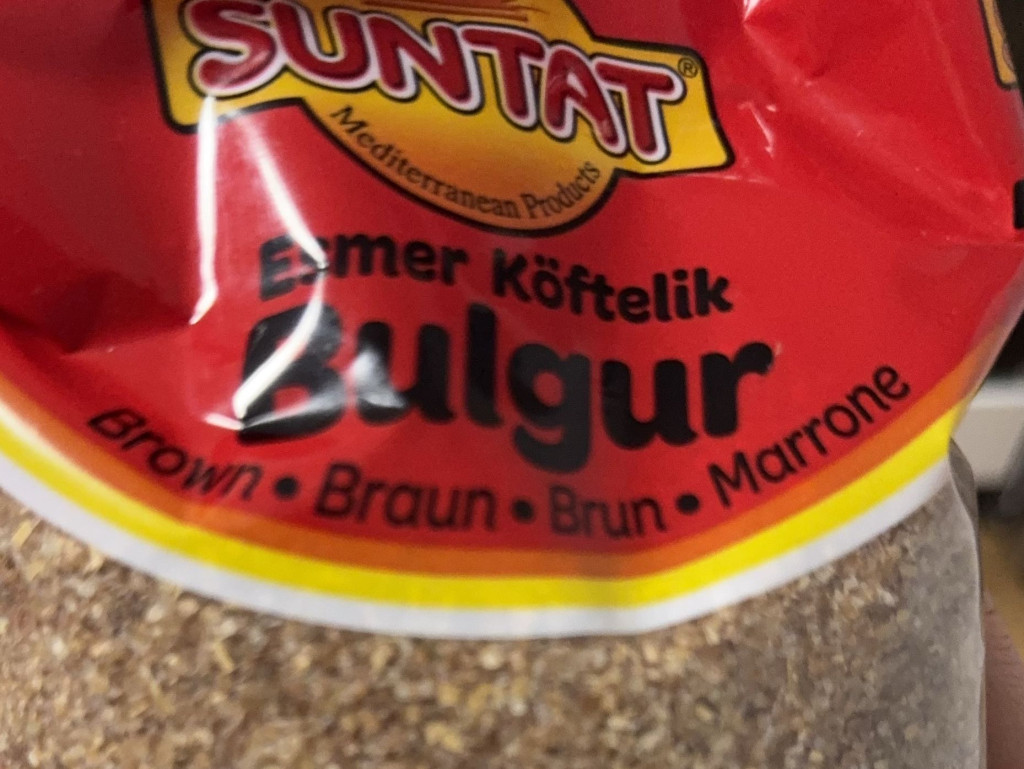 SUNTAT®
Mediterranean Products
Esmer Köftelik
Bulgur
Brown • Braun • Brun • Marrone